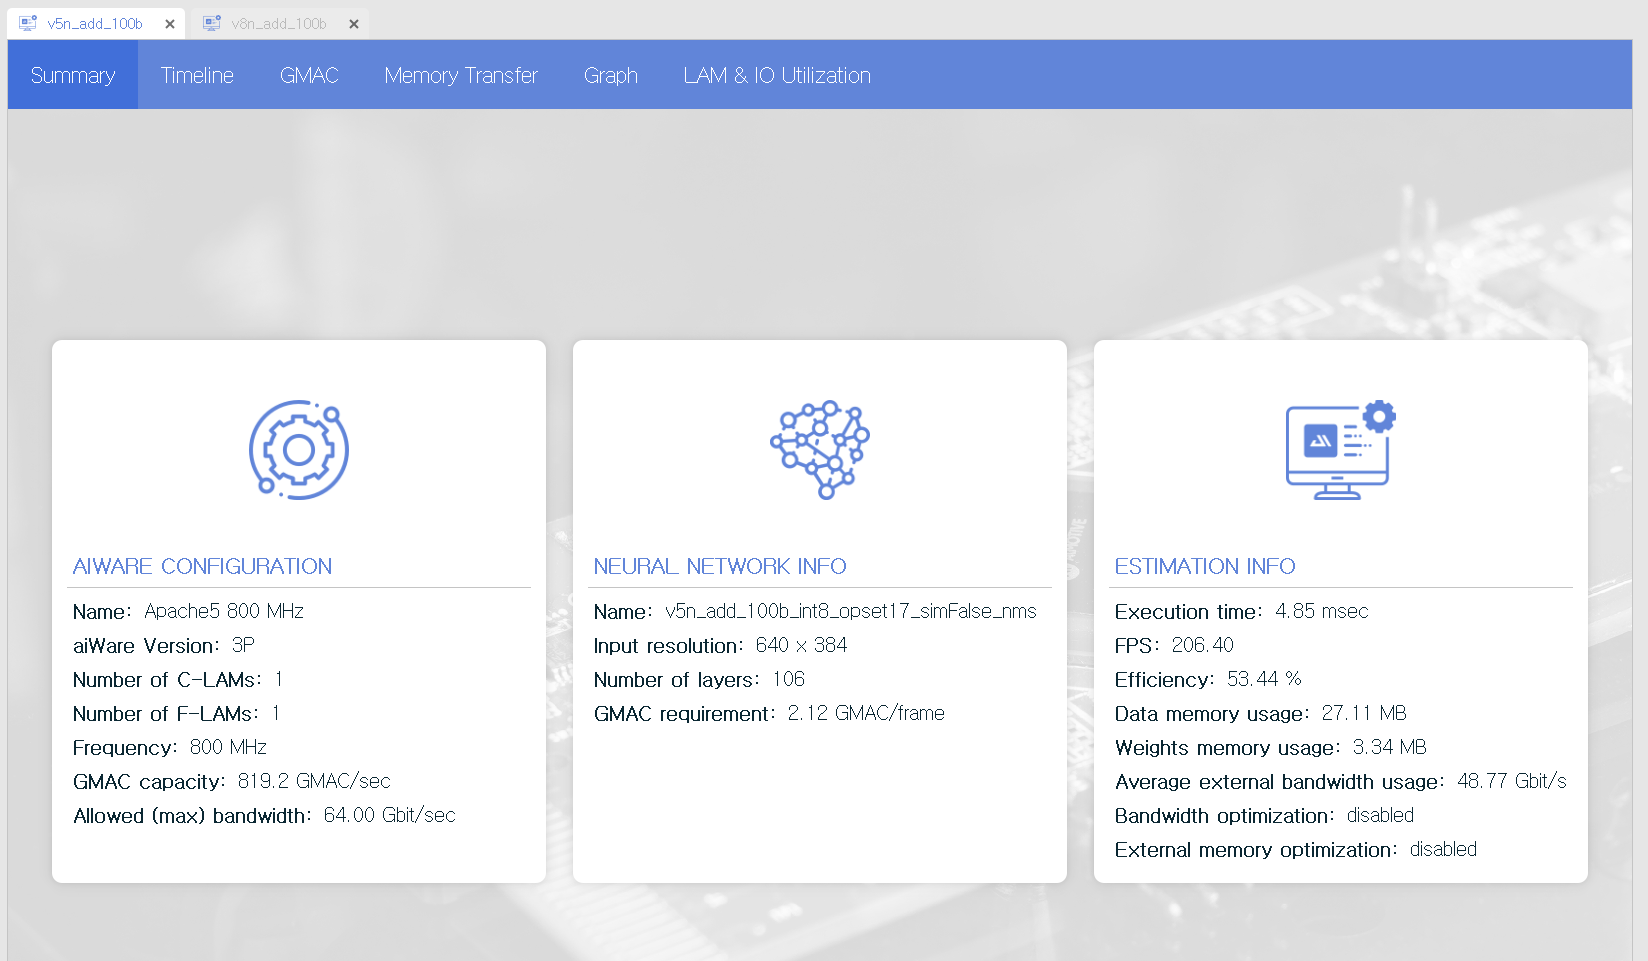 v5n_add_100b
v8n_add_100b
Summary Timeline GMAC Memory Transfer Graph LAM & IO Utilization
AIWARE CONFIGURATION
Name: Apache5 800 MHz
aiWare Version: 3P
Number of C-LAMs: 1
Number of F-LAMs: 1
Frequency: 800 MHz
GMAC capacity: 819.2 GMAC/sec
Allowed (max) bandwidth: 64.00 Gbit/sec
NEURAL NETWORK INFO
Name: v5n_add_100b_int8_opset17_simFalse_nms
Input resolution: 640 x 384
Number of layers: 106
GMAC requirement: 2.12 GMAC/frame
ESTIMATION INFO
Execution time: 4.85 msec
FPS: 206.40
Efficiency: 53.44 %
Data memory usage: 27.11 MB
Weights memory usage: 3.34 MB
Average external bandwidth usage: 48.77 Gbit/s
Bandwidth optimization: disabled
External memory optimization: disabled